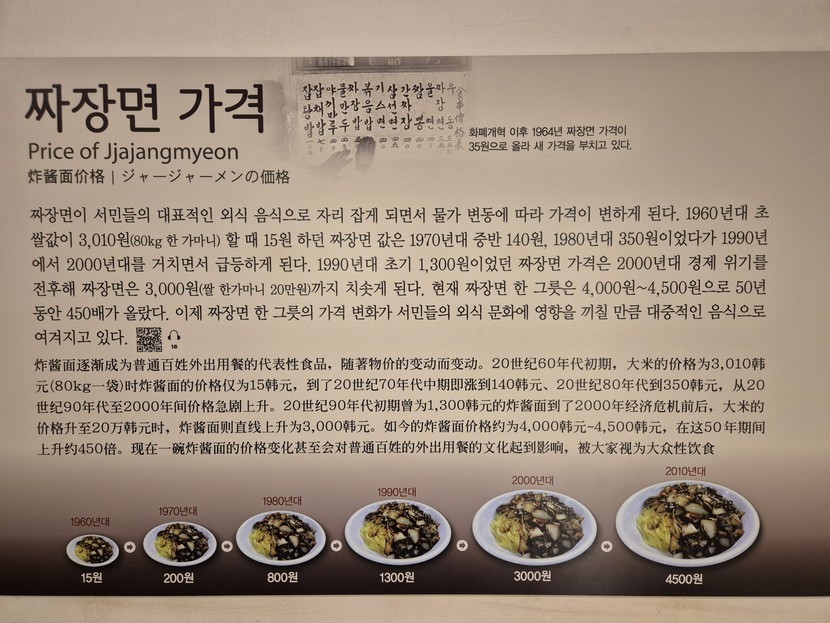 짜장면 가격
Price of Jjajangmyeon
炸酱面价格 | ジャージャーメンの価格
화폐개혁 이후 1964년 짜장면 가격이
35원으로 올라 새 가격을 부치고 있다.
짜장면이 서민들의 대표적인 외식 음식으로 자리 잡게 되면서 물가 변동에 따라 가격이 변하게 된다. 1960년대 초
쌀값이 3,010원(80kg 한 가마니) 할 때 15원 하던 짜장면 값은 1970년대 중반 140원, 1980년대 350원이었다가 1990년
에서 2000년대를 거치면서 급등하게 된다. 1990년대 초기 1,300원이었던 짜장면 가격은 2000년대 경제 위기를
전후해 짜장면은 3,000원(쌀 한가마니 20만원)까지 치솟게 된다. 현재 짜장면 한 그릇은 4,000원~4,500원으로 50년
동안 450배가 올랐다. 이제 짜장면 한 그릇의 가격 변화가 서민들의 외식 문화에 영향을 끼칠 만큼 대중적인 음식으로
여겨지고 있다.
16
炸酱面逐渐成为普通百姓外出用餐的代表性食品，随著物价的变动而变动。20世纪60年代初期，大米的价格为3,010韩
元(80kg一袋)时炸酱面的价格仅为15韩元，到了20世纪70年代中期即涨到140韩元、20世纪80年代到350韩元，从20
世纪90年代至2000年间价格急剧上升。20世纪90年代初期曾为1,300韩元的炸酱面到了2000年经济危机前后，大米的
价格升至20万韩元时，炸酱面则直线上升为3,000韩元。如今的炸酱面价格约为4,000韩元~4,500韩元，在这50年期间
上升约450倍。现在一碗炸酱面的价格变化甚至会对普通百姓的外出用餐的文化起到影响，被大家视为大众性饮食
1960년대
1970년대
1980년대
1990년대
2000년대
2010년대
15원
200원
800원
1300원
3000원
4500원